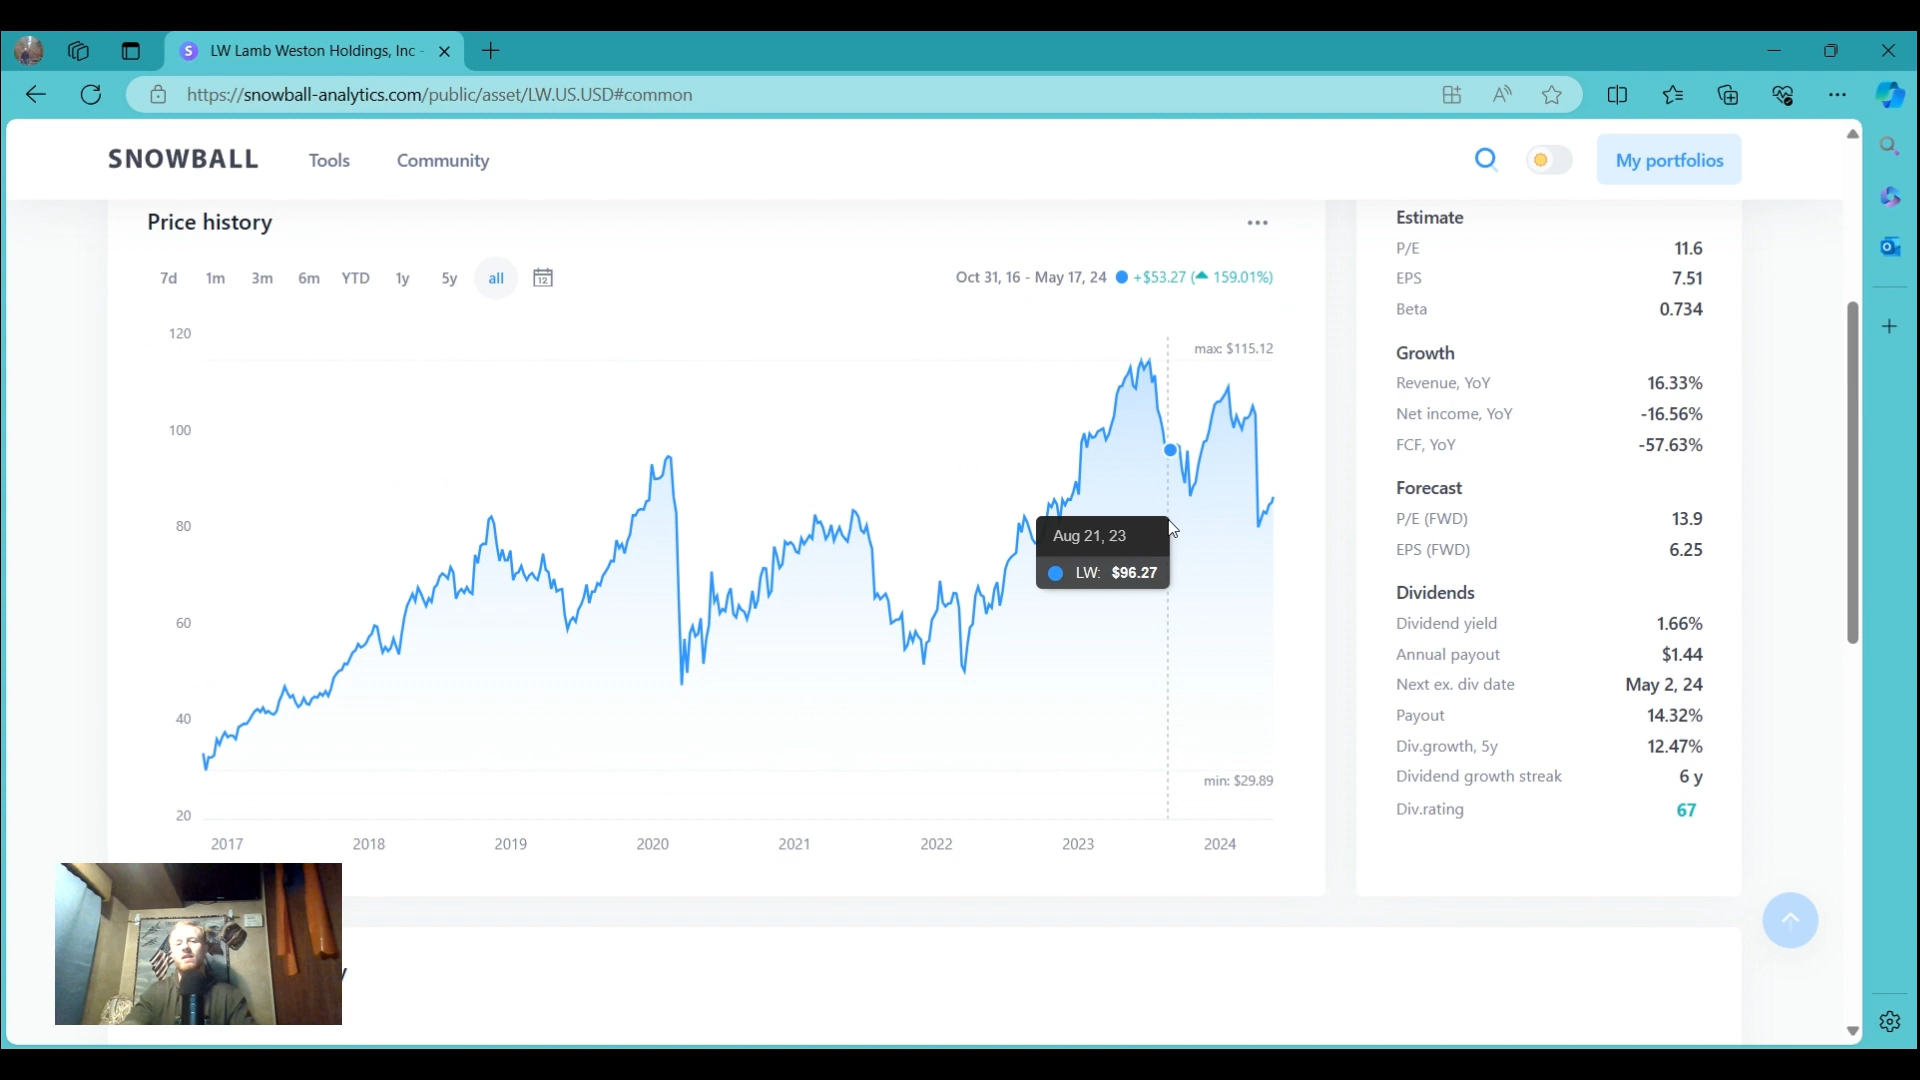 LW Lamb Weston Holdings, Inc -
https://snowball-analytics.com/public/asset/LW.US.USD#common
SNOWBALL
Tools
Community
My portfolios
Price history
7d 1m 3m 6m YTD 1y 5y all
Oct 31, 16 - May 17, 24 +$53.27 (159.01%)
120
100
80
60
40
20
max: $115.12
min: $29.89
Aug 21, 23
LW: $96.27
2017 2018 2019 2020 2021 2022 2023 2024
Estimate
P/E 11.6
EPS 7.51
Beta 0.734
Growth
Revenue, YoY 16.33%
Net income, YoY -16.56%
FCF, YoY -57.63%
Forecast
P/E (FWD) 13.9
EPS (FWD) 6.25
Dividends
Dividend yield 1.66%
Annual payout $1.44
Next ex. div date May 2, 24
Payout 14.32%
Div.growth, 5y 12.47%
Dividend growth streak 6 y
Div.rating 67